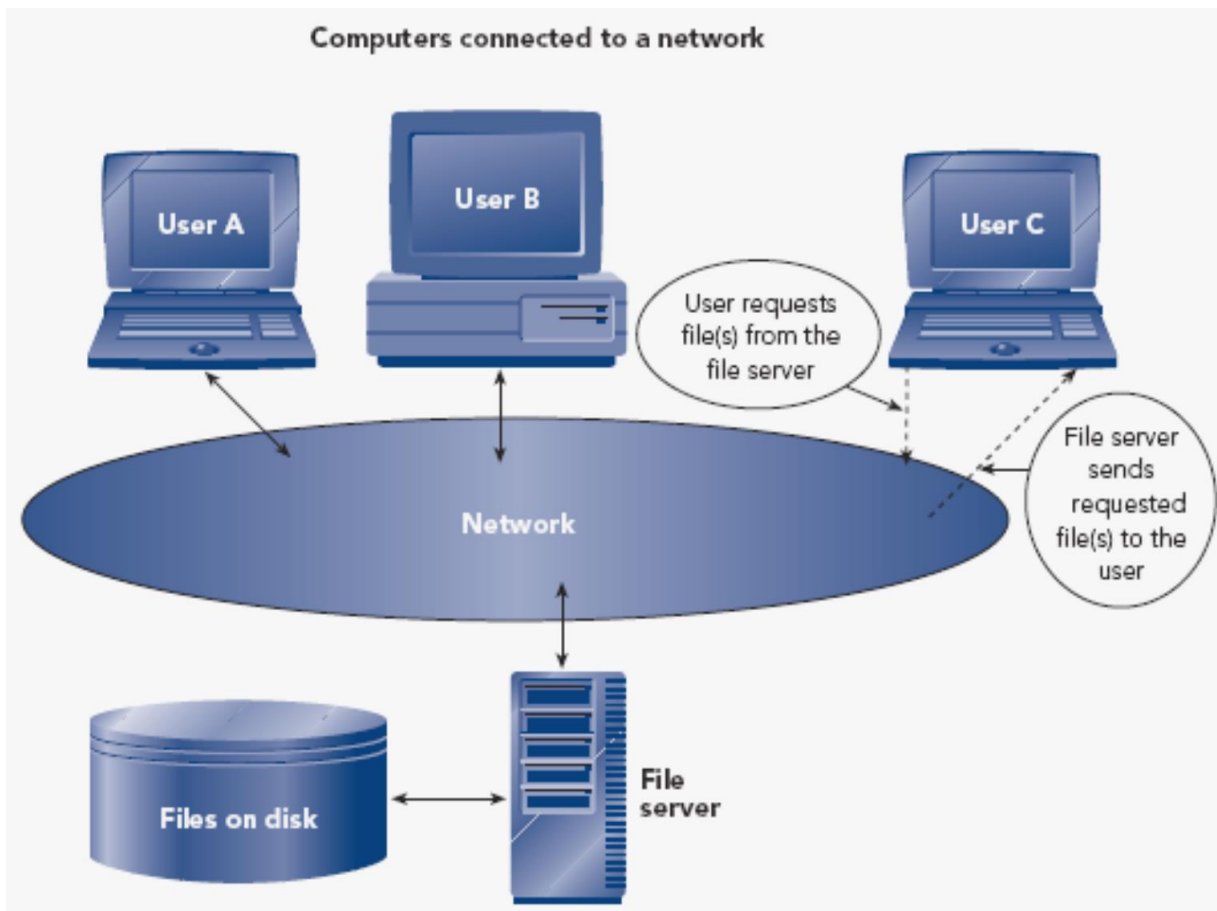 Computers connected to a network
User A
User B
User C
User requests
file(s) from the
file server
File server
sends
requested
file(s) to the
user
Network
File
server
Files on disk